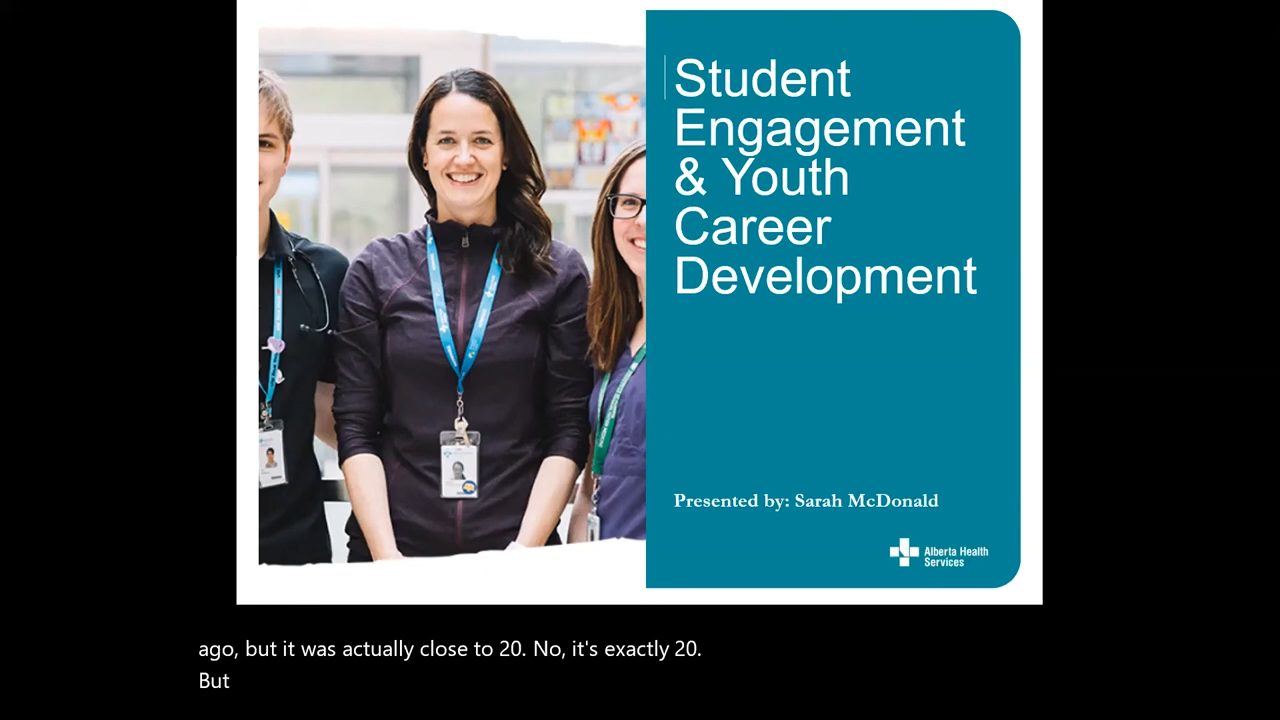 Student
Engagement
& Youth
Career
Development
Presented by: Sarah McDonald
Alberta Health
Services
ago, but it was actually close to 20. No, it's exactly 20.
But